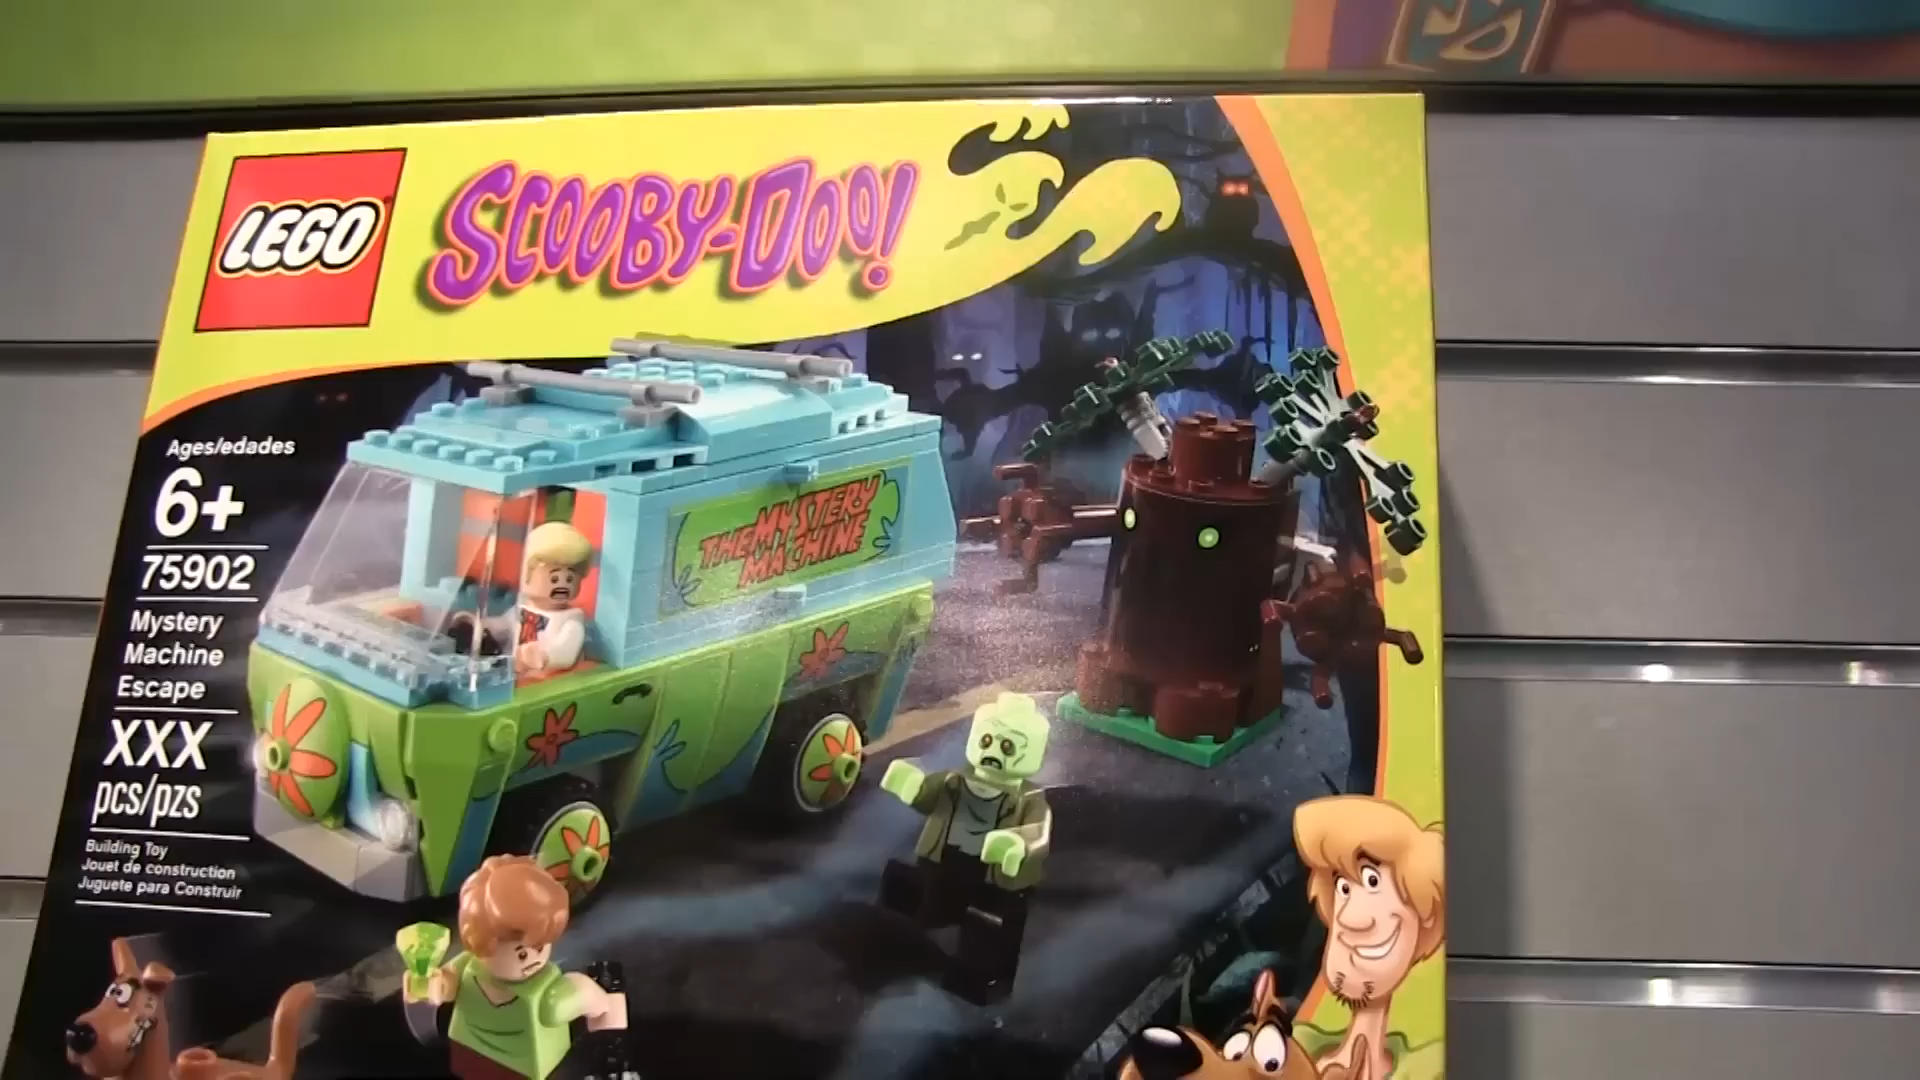 LEGO
SCOOBY-DOO!
Ages/edades
6+
75902
Mystery
Machine
Escape
XXX
pcs/pzs
Building Toy
Jouet de construction
Juguete para Construir
THE MYSTERY
MACHINE